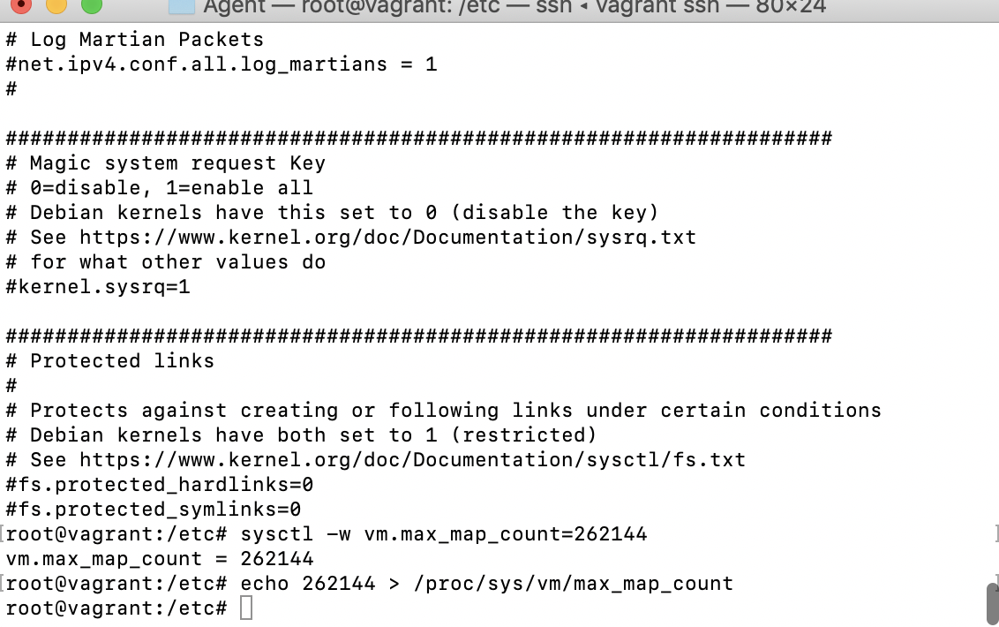 Agent — root@vagrant: /etc — ssh ◂ vagrant ssh — 80×24
# Log Martian Packets
#net.ipv4.conf.all.log_martians = 1
#
###################################################################
# Magic system request Key
# 0=disable, 1=enable all
# Debian kernels have this set to 0 (disable the key)
# See https://www.kernel.org/doc/Documentation/sysrq.txt
# for what other values do
#kernel.sysrq=1
###################################################################
# Protected links
#
# Protects against creating or following links under certain conditions
# Debian kernels have both set to 1 (restricted)
# See https://www.kernel.org/doc/Documentation/sysctl/fs.txt
#fs.protected_hardlinks=0
#fs.protected_symlinks=0
[root@vagrant:/etc# sysctl -w vm.max_map_count=262144 ]
vm.max_map_count = 262144
[root@vagrant:/etc# echo 262144 > /proc/sys/vm/max_map_count ]
root@vagrant:/etc#